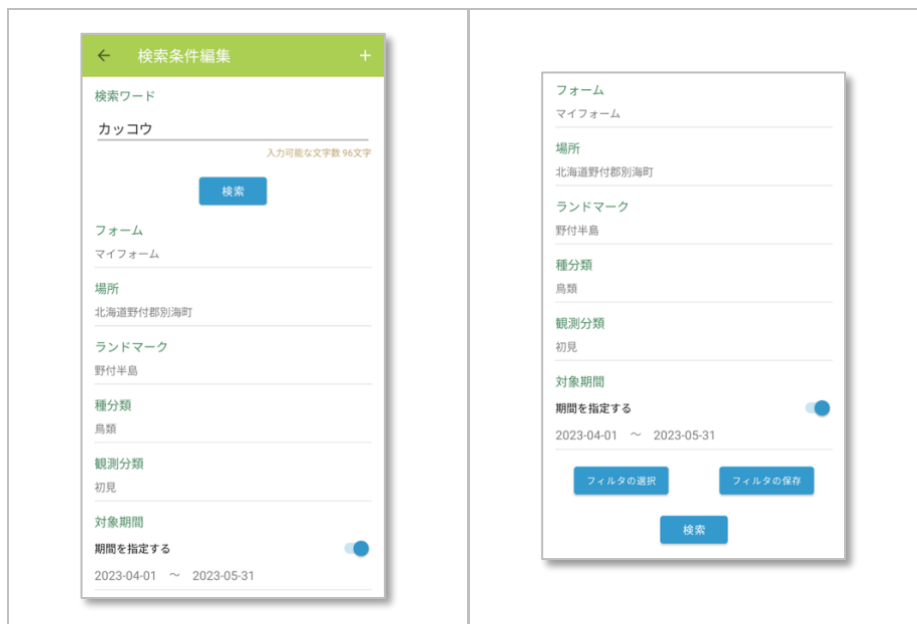 ← 検索条件編集 +
検索ワード
カッコウ
入力可能な文字数 96文字
検索
フォーム
マイフォーム
場所
北海道野付郡別海町
ランドマーク
野付半島
種分類
鳥類
観測分類
初見
対象期間
期間を指定する
2023-04-01 ～ 2023-05-31
フォーム
マイフォーム
場所
北海道野付郡別海町
ランドマーク
野付半島
種分類
鳥類
観測分類
初見
対象期間
期間を指定する
2023-04-01 ～ 2023-05-31
フィルタの選択 フィルタの保存
検索